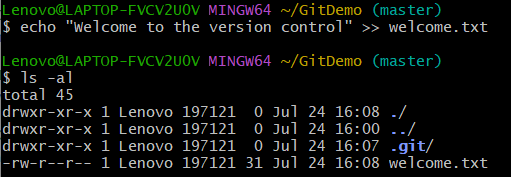 Lenovo@LAPTOP-FVCV2U0V MINGW64 ~/GitDemo (master)
$ echo "Welcome to the version control" >> welcome.txt
Lenovo@LAPTOP-FVCV2U0V MINGW64 ~/GitDemo (master)
$ ls -al
total 45
drwxr-xr-x 1 Lenovo 197121  0 Jul 24 16:08 ./
drwxr-xr-x 1 Lenovo 197121  0 Jul 24 16:00 ../
drwxr-xr-x 1 Lenovo 197121  0 Jul 24 16:07 .git/
-rw-r--r-- 1 Lenovo 197121 31 Jul 24 16:08 welcome.txt